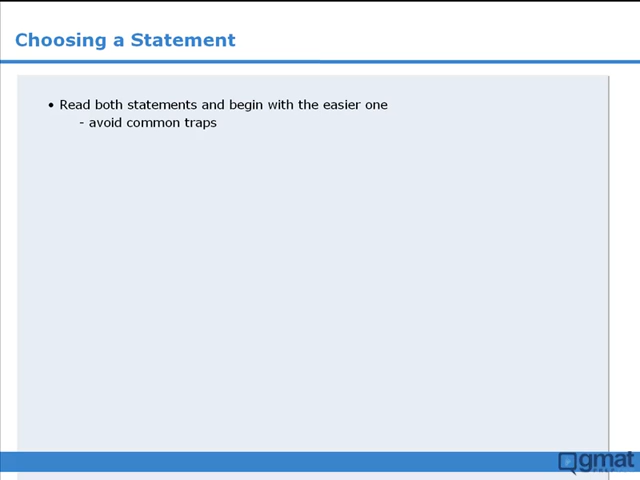 Choosing a Statement
• Read both statements and begin with the easier one
- avoid common traps
gmat